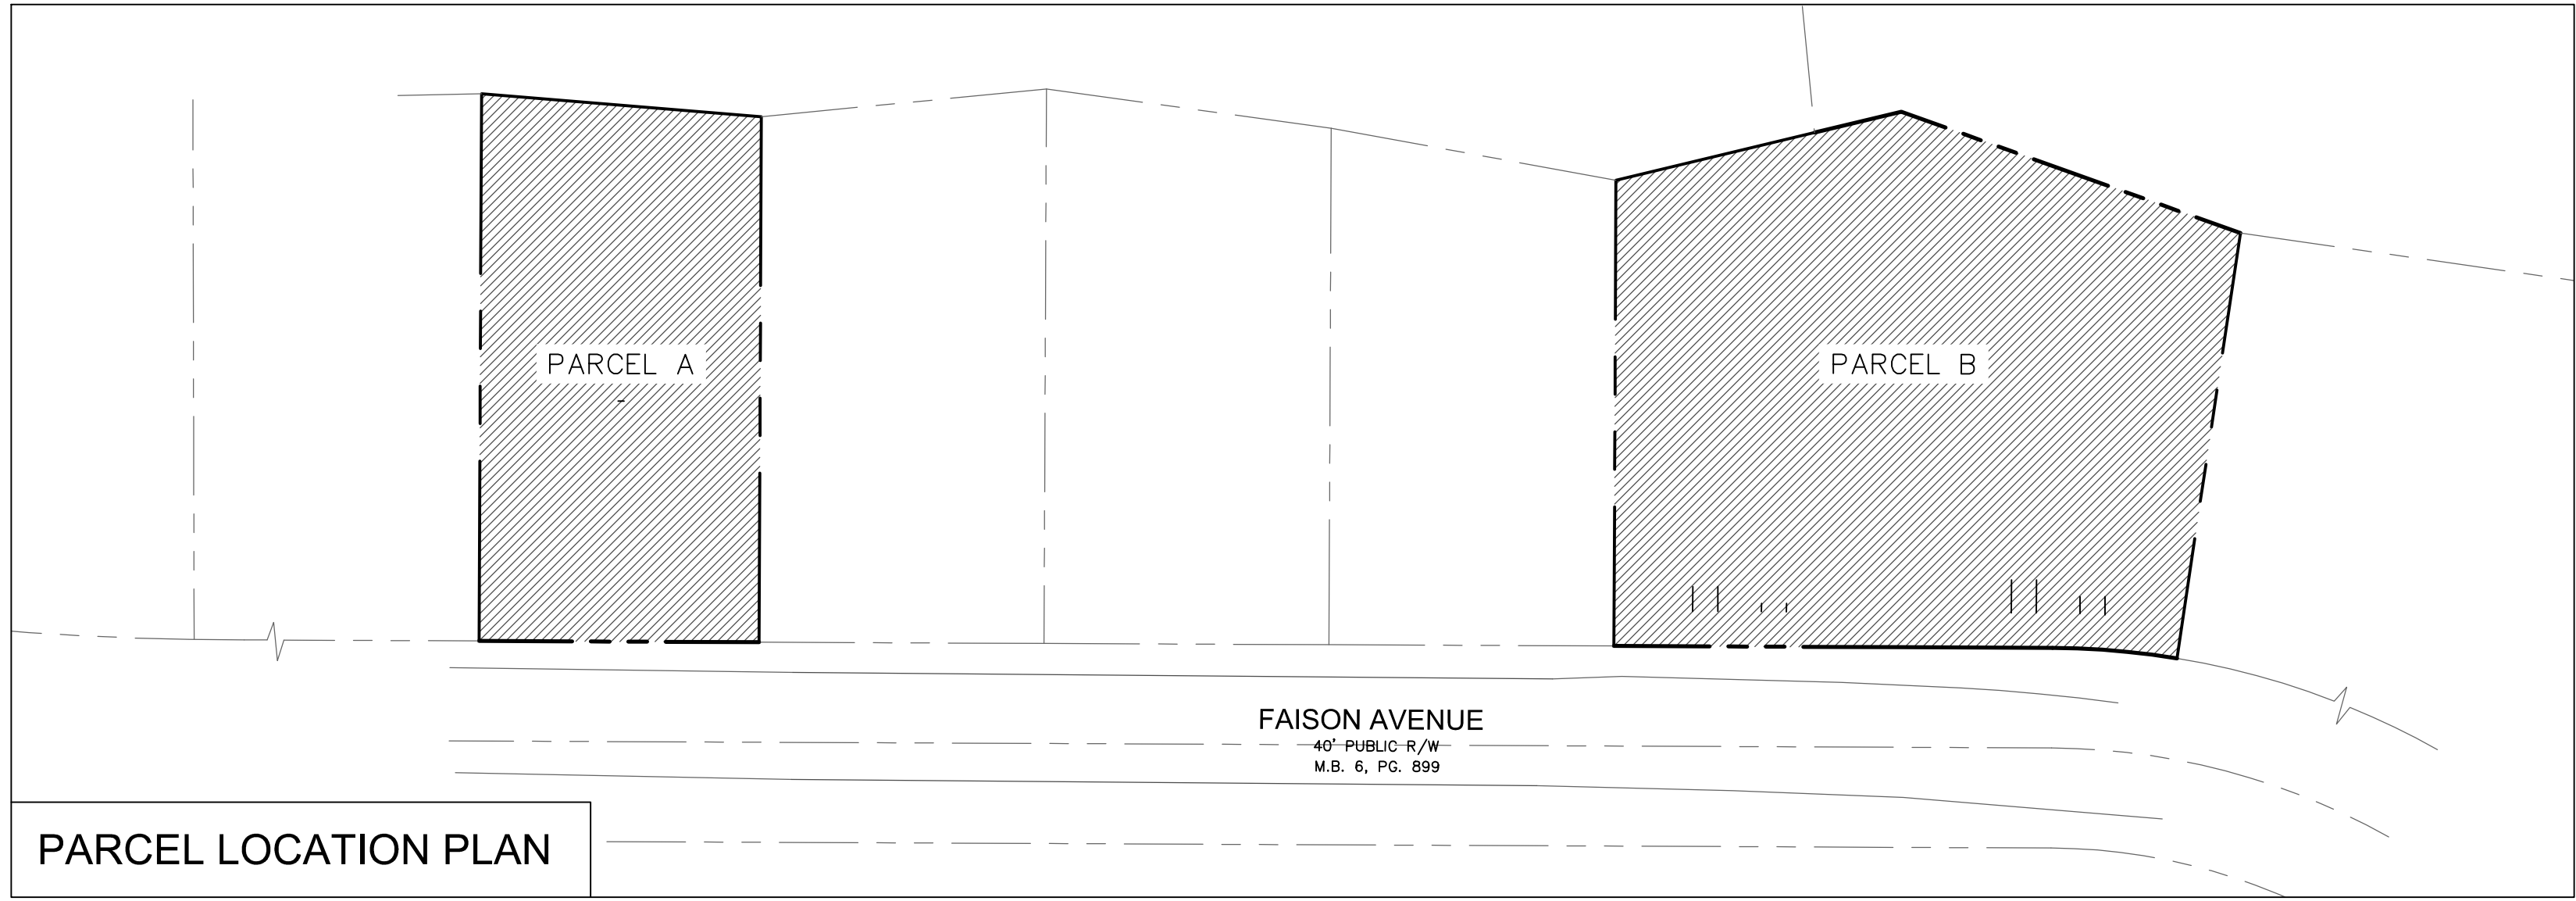 PARCEL A
PARCEL B
FAISON AVENUE
40' PUBLIC R/W
M.B. 6, PG. 899
PARCEL LOCATION PLAN